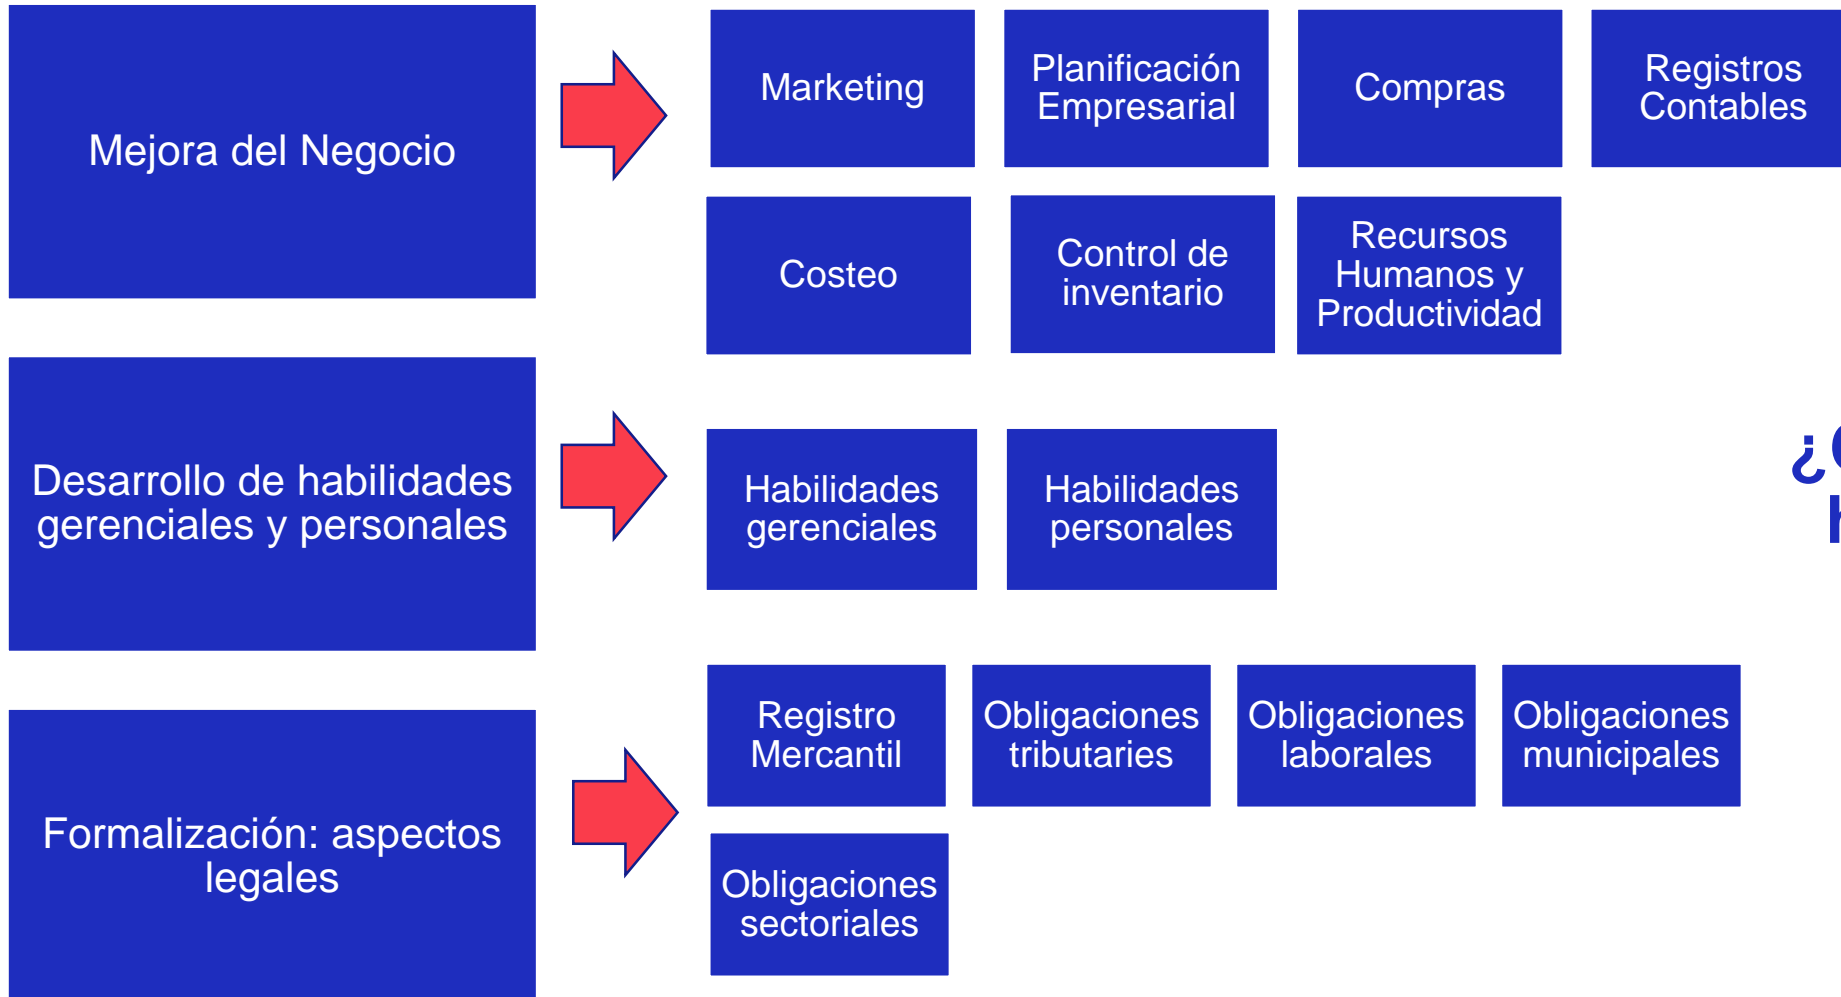 Mejora del Negocio
Marketing
Planificación
Empresarial
Compras
Registros
Contables
Costeo
Control de
inventario
Recursos
Humanos y
Productividad
Desarrollo de habilidades
gerenciales y personales
Habilidades
gerenciales
Habilidades
personales
Formalización: aspectos
legales
Registro
Mercantil
Obligaciones
tributaries
Obligaciones
laborales
Obligaciones
municipales
Obligaciones
sectoriales